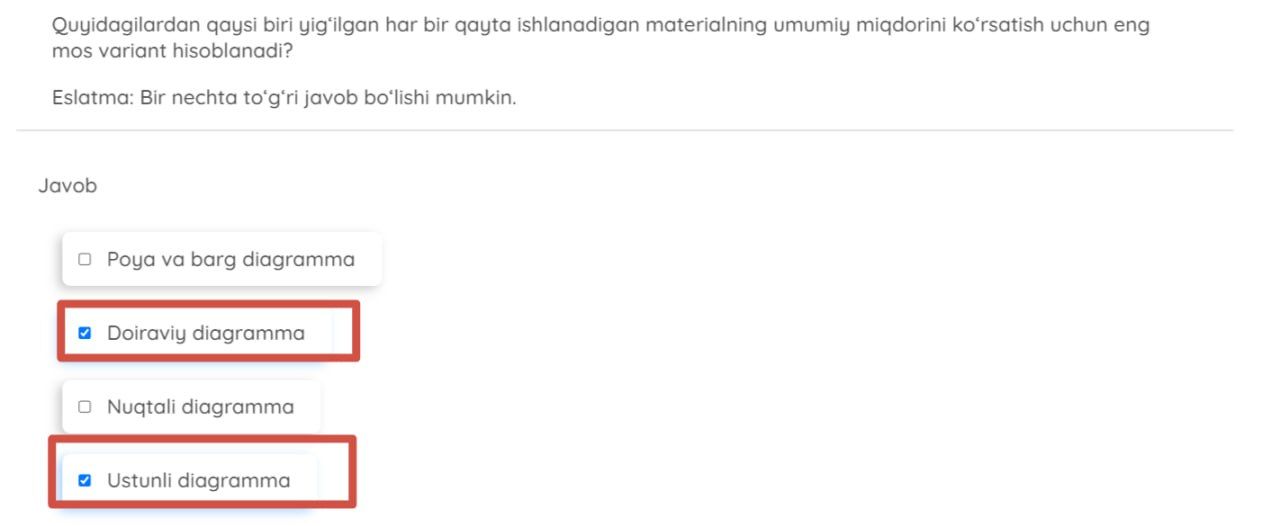 Quyidagilardan qaysi biri yig‘ilgan har bir qayta ishlanadigan materialning umumiy miqdorini ko‘rsatish uchun eng
mos variant hisoblanadi?
Eslatma: Bir nechta to‘g‘ri javob bo‘lishi mumkin.
Javob
Poya va barg diagramma
Doiraviy diagramma
Nuqtali diagramma
Ustunli diagramma